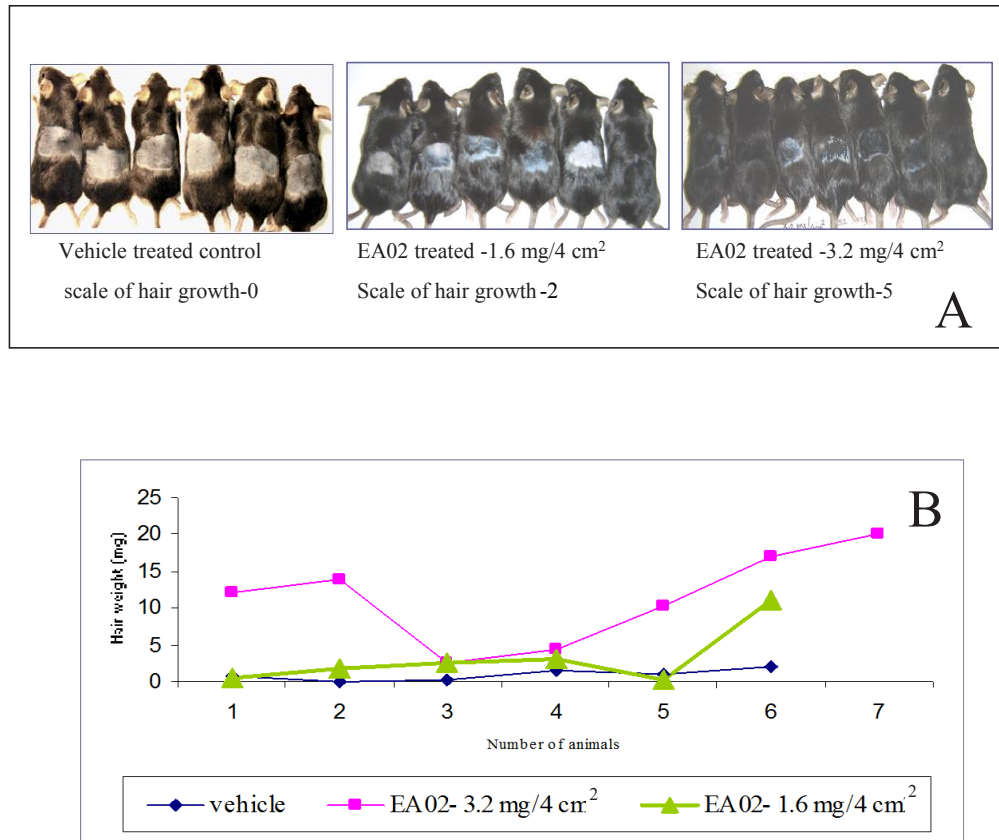 Vehicle treated control
scale of hair growth-0
EA02 treated -1.6 mg/4 cm²
Scale of hair growth -2
EA02 treated -3.2 mg/4 cm²
Scale of hair growth-5
A
B
Hair weight (mg)
25
20
15
10
5
0
1 2 3 4 5 6 7
Number of animals
vehicle EA02- 3.2 mg/4 cm² EA02- 1.6 mg/4 cm²